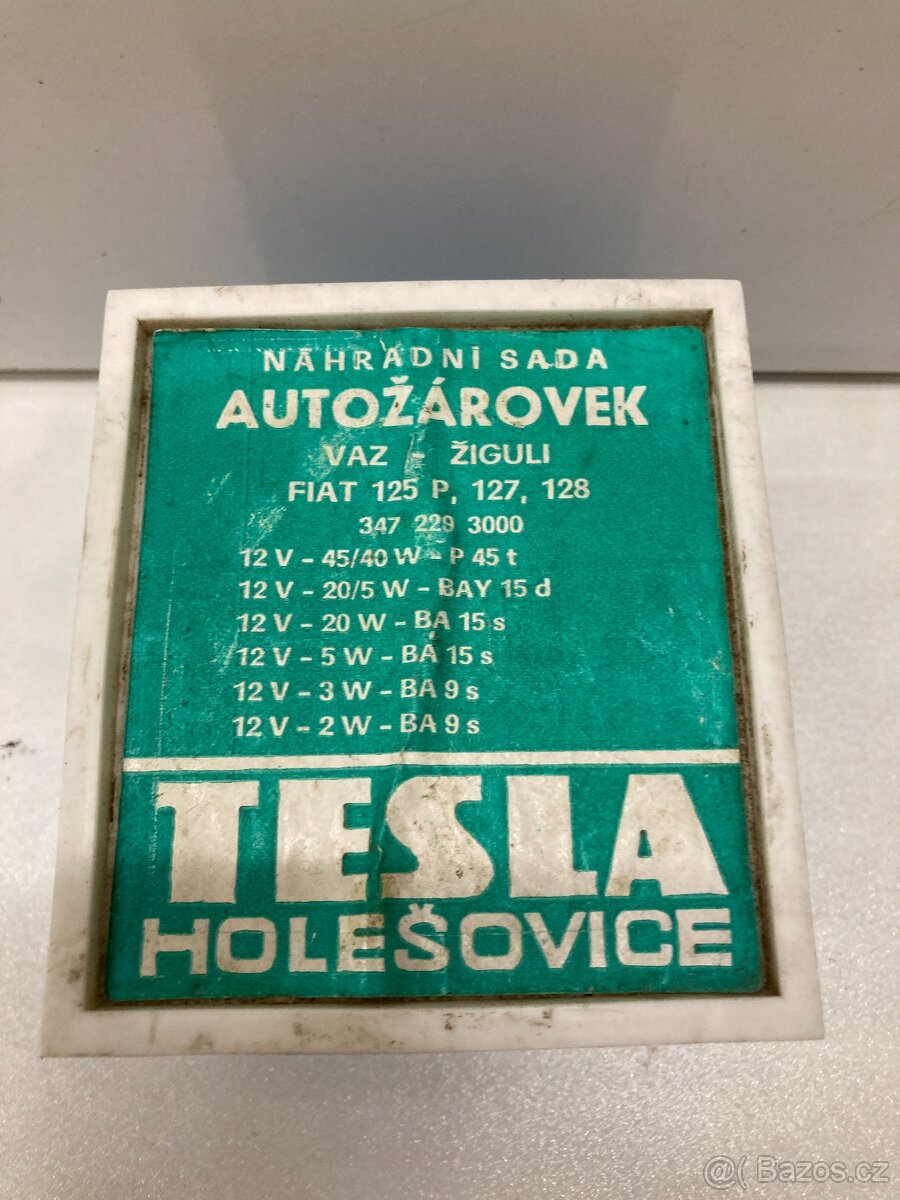 NÁHRADNÍ SADA
AUTOŽÁROVEK
VAZ - ŽIGULI
FIAT 125 P, 127, 128
347 229 3000
12 V - 45/40 W - P 45 t
12 V - 20/5 W - BAY 15 d
12 V - 20 W - BA 15 s
12 V - 5 W - BA 15 s
12 V - 3 W - BA 9 s
12 V - 2 W - BA 9 s
TESLA
HOLEŠOVICE
@( Bazos.cz